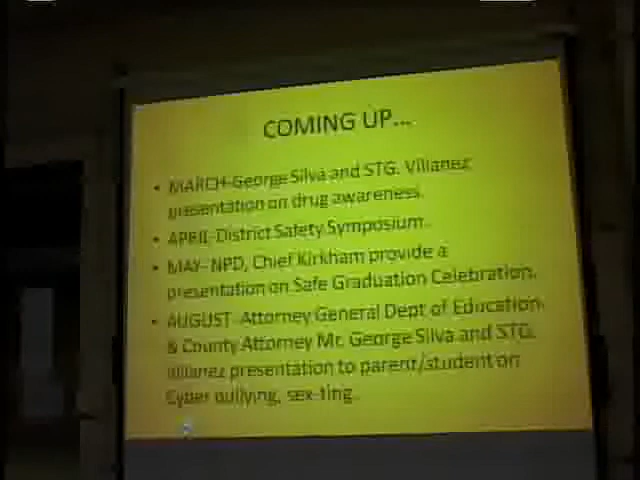 COMING UP...
• MARCH-George Silva and STG. Villanez
presentation on drug awareness.
• APRIL-District Safety Symposium.
• MAY-NPD, Chief Kirkham provide a
presentation on Safe Graduation Celebration.
• AUGUST-Attorney General Dept of Education
& County Attorney Mr. George Silva and STG.
Villanez presentation to parent/student on
Cyber bullying, sex-ting.